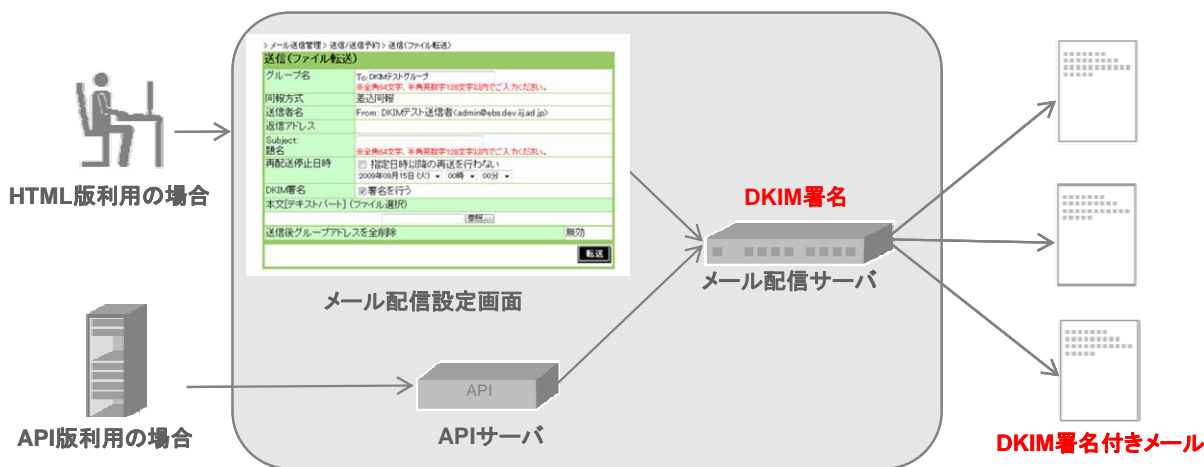 > メール送信管理 > 送信/送信予約 > 送信(ファイル転送)
送信(ファイル転送)
グループ名
To: DKIMテストグループ
※全角64文字、半角英数字128文字以内でご入力ください。
同報方式 差込同報
送信者名 From: DKIMテスト送信者<admin@ebs.dev.iij.ad.jp>
返信アドレス
Subject:
題名
※全角64文字、半角英数字128文字以内でご入力ください。
再配送停止日時 指定日時以降の再送を行わない
2009年09月15日 (火) 00時 00分
DKIM署名 署名を行う
本文[テキストパート] (ファイル選択)
参照...
送信後グループアドレスを全削除 無効
転送
HTML版利用の場合
メール配信設定画面
DKIM署名
メール配信サーバ
API
API版利用の場合
APIサーバ
DKIM署名付きメール